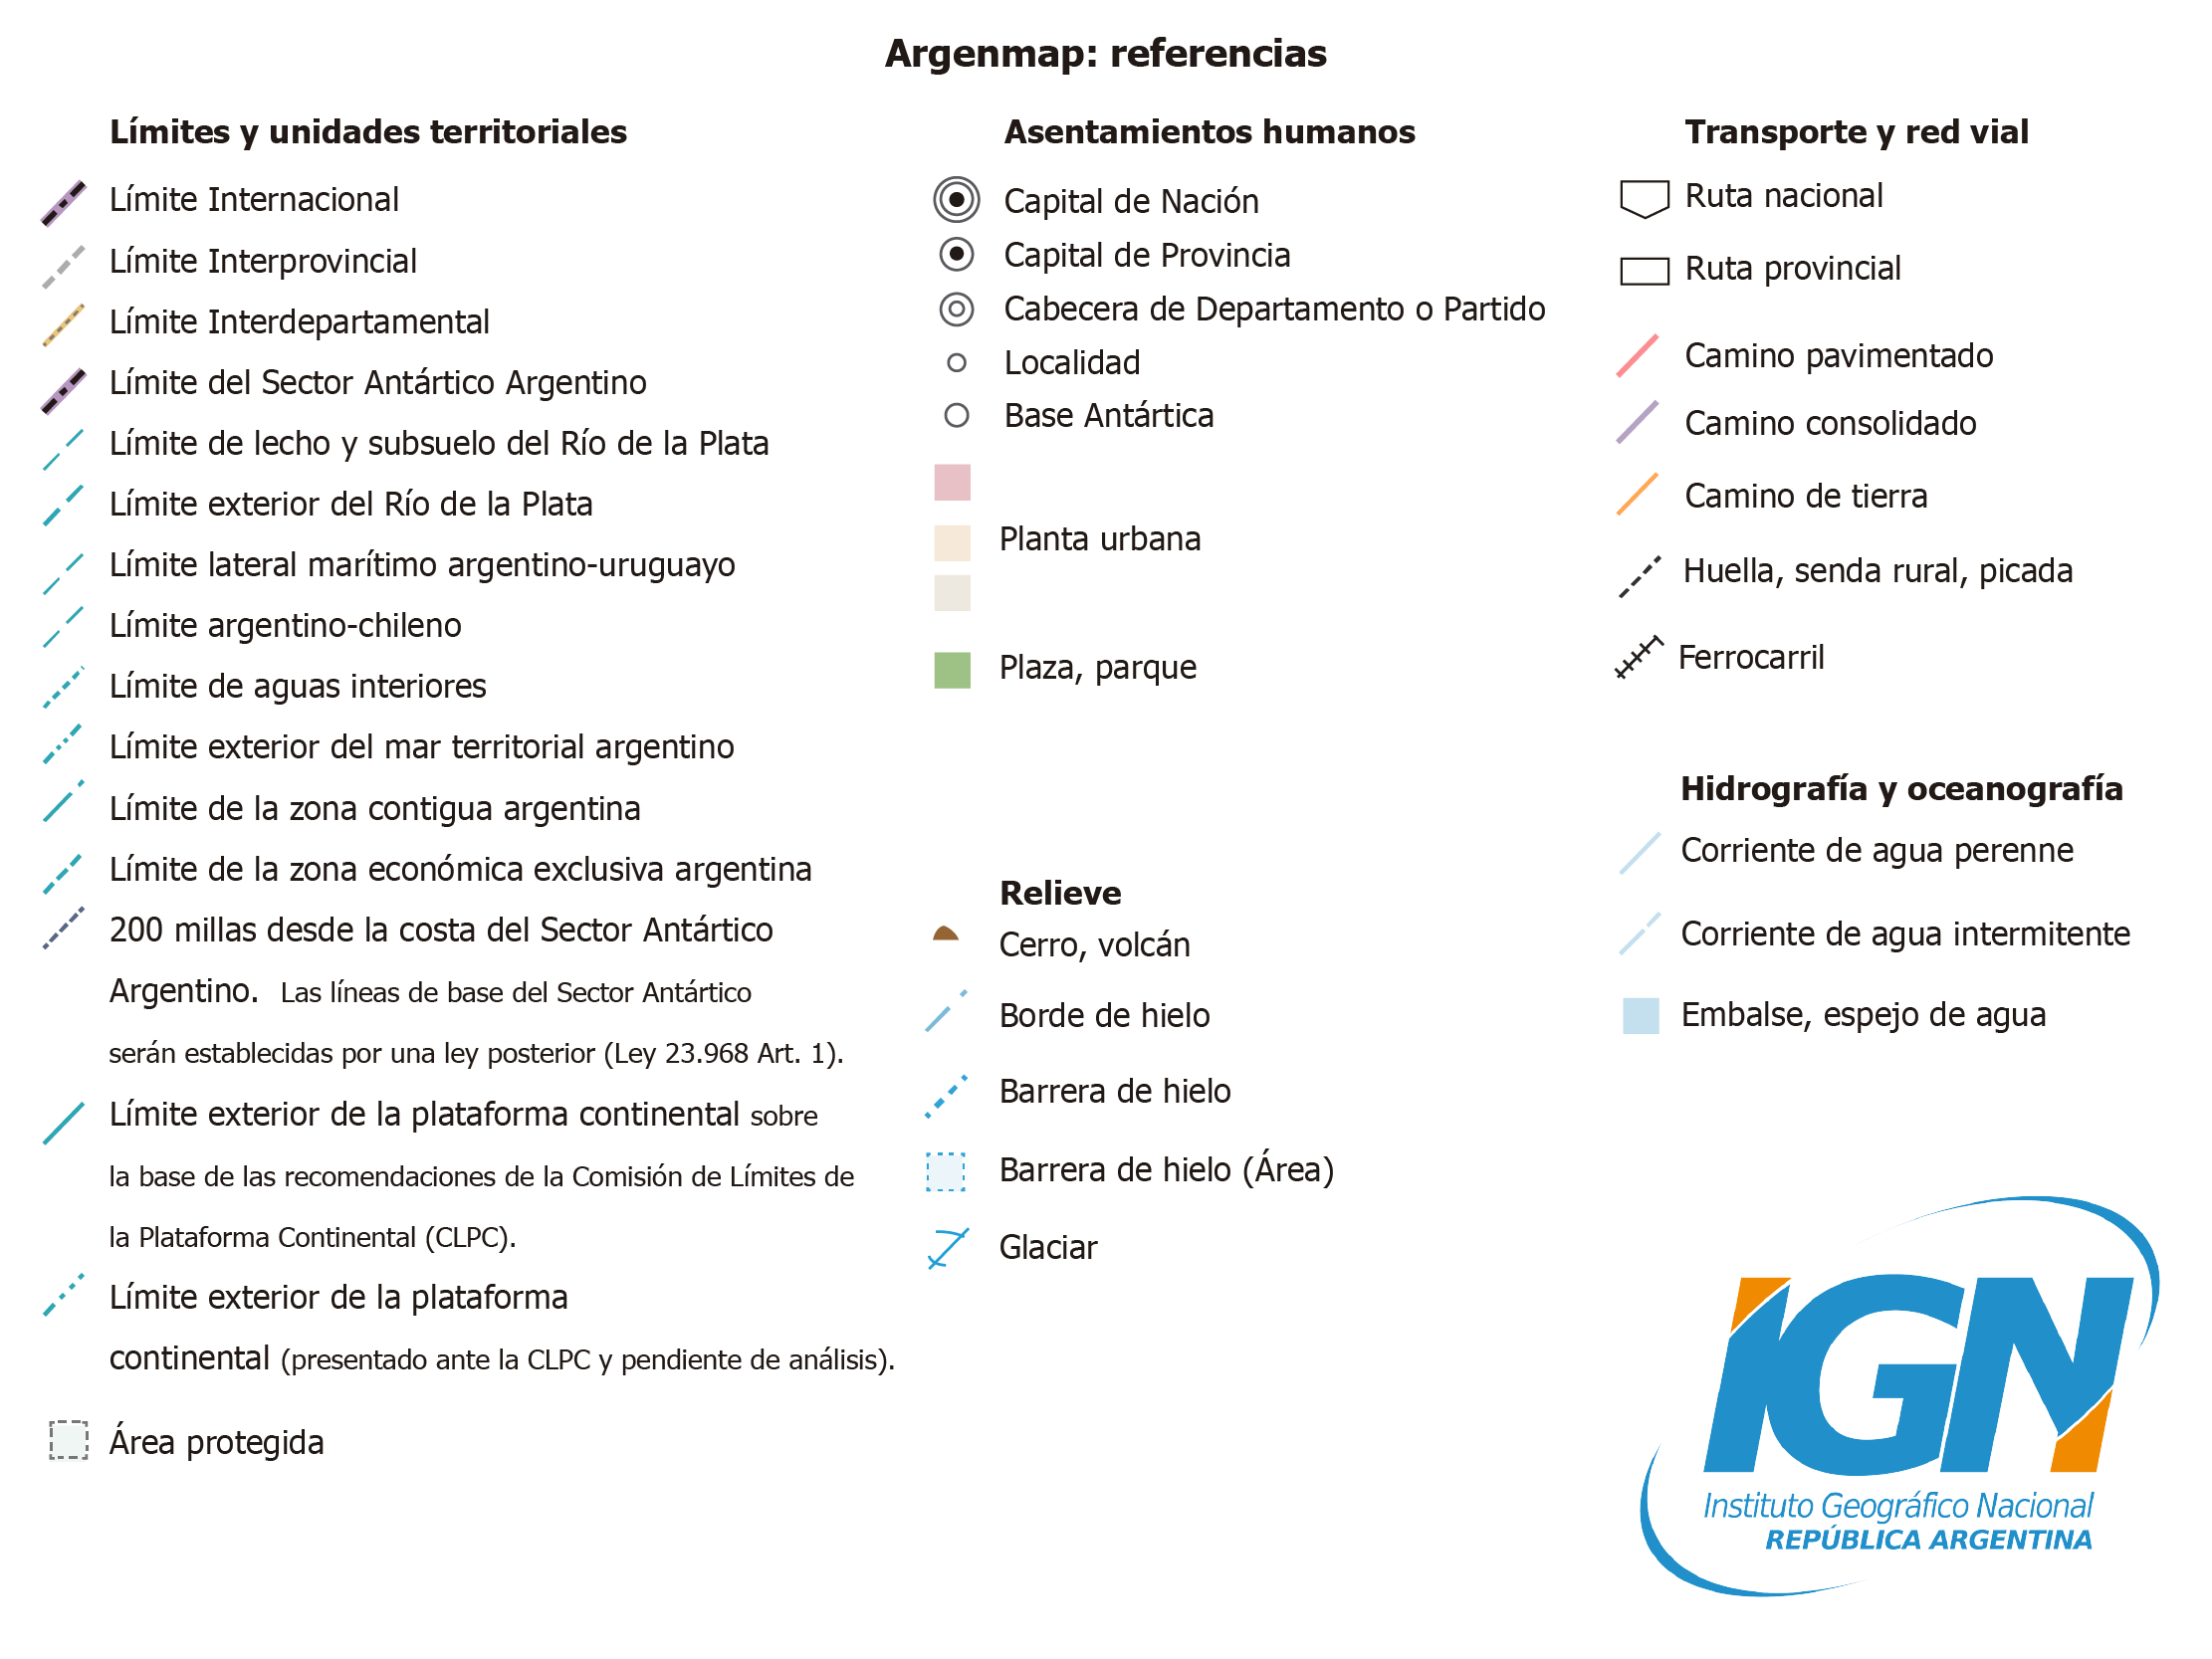 Argenmap: referencias
Límites y unidades territoriales
Límite Internacional
Límite Interprovincial
Límite Interdepartamental
Límite del Sector Antártico Argentino
Límite de lecho y subsuelo del Río de la Plata
Límite exterior del Río de la Plata
Límite lateral marítimo argentino-uruguayo
Límite argentino-chileno
Límite de aguas interiores
Límite exterior del mar territorial argentino
Límite de la zona contigua argentina
Límite de la zona económica exclusiva argentina
200 millas desde la costa del Sector Antártico
Argentino. Las líneas de base del Sector Antártico
serán establecidas por una ley posterior (Ley 23.968 Art. 1).
Límite exterior de la plataforma continental sobre
la base de las recomendaciones de la Comisión de Límites de
la Plataforma Continental (CLPC).
Límite exterior de la plataforma
continental (presentado ante la CLPC y pendiente de análisis).
Área protegida
Asentamientos humanos
Capital de Nación
Capital de Provincia
Cabecera de Departamento o Partido
Localidad
Base Antártica
Planta urbana
Plaza, parque
Relieve
Cerro, volcán
Borde de hielo
Barrera de hielo
Barrera de hielo (Área)
Glaciar
Transporte y red vial
Ruta nacional
Ruta provincial
Camino pavimentado
Camino consolidado
Camino de tierra
Huella, senda rural, picada
Ferrocarril
Hidrografía y oceanografía
Corriente de agua perenne
Corriente de agua intermitente
Embalse, espejo de agua
IGN
Instituto Geográfico Nacional
REPÚBLICA ARGENTINA